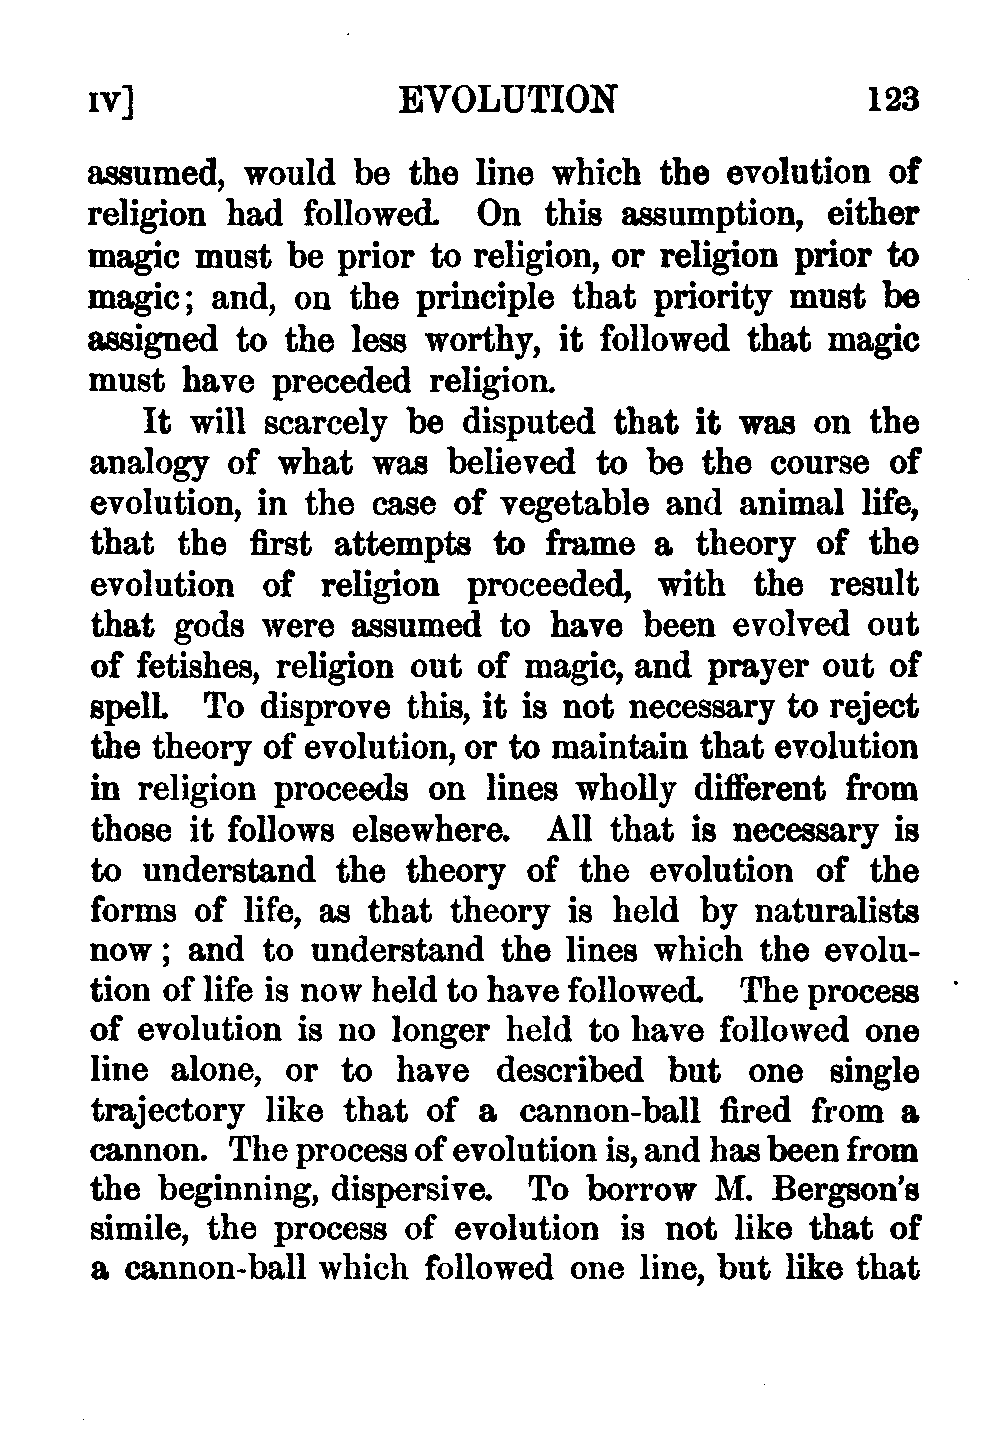 IV] EVOLUTION 123
assumed, would be the line which the evolution of
religion had followed. On this assumption, either
magic must be prior to religion, or religion prior to
magic; and, on the principle that priority must be
assigned to the less worthy, it followed that magic
must have preceded religion.
It will scarcely be disputed that it was on the
analogy of what was believed to be the course of
evolution, in the case of vegetable and animal life,
that the first attempts to frame a theory of the
evolution of religion proceeded, with the result
that gods were assumed to have been evolved out
of fetishes, religion out of magic, and prayer out of
spell. To disprove this, it is not necessary to reject
the theory of evolution, or to maintain that evolution
in religion proceeds on lines wholly different from
those it follows elsewhere. All that is necessary is
to understand the theory of the evolution of the
forms of life, as that theory is held by naturalists
now; and to understand the lines which the evolu-
tion of life is now held to have followed. The process
of evolution is no longer held to have followed one
line alone, or to have described but one single
trajectory like that of a cannon-ball fired from a
cannon. The process of evolution is, and has been from
the beginning, dispersive. To borrow M. Bergson's
simile, the process of evolution is not like that of
a cannon-ball which followed one line, but like that